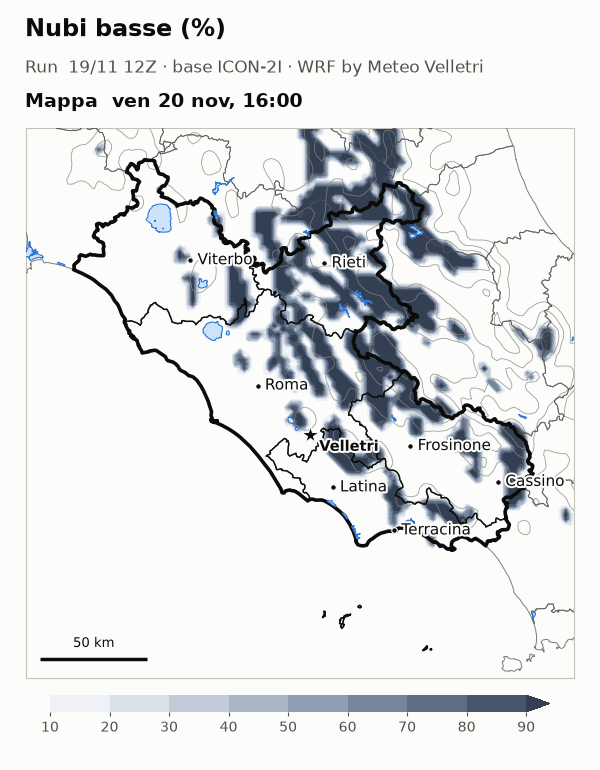 Nubi basse (%)
Run  19/11 12Z · base ICON-2I · WRF by Meteo Velletri
Mappa  ven 20 nov, 16:00
Viterbo
Rieti
Roma
Velletri
Frosinone
Latina
Cassino
Terracina
50 km
10 20 30 40 50 60 70 80 90